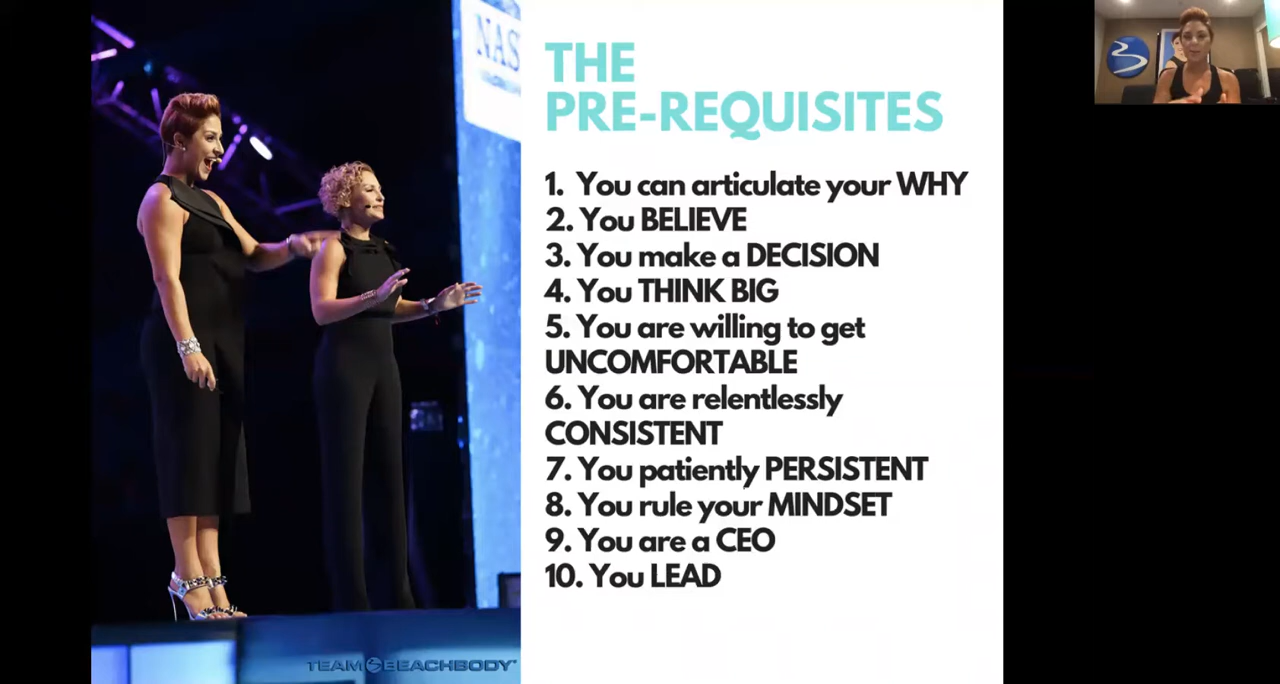 NAS
THE
PRE-REQUISITES
1. You can articulate your WHY
2. You BELIEVE
3. You make a DECISION
4. You THINK BIG
5. You are willing to get
UNCOMFORTABLE
6. You are relentlessly
CONSISTENT
7. You patiently PERSISTENT
8. You rule your MINDSET
9. You are a CEO
10. You LEAD
TEAM BEACHBODY